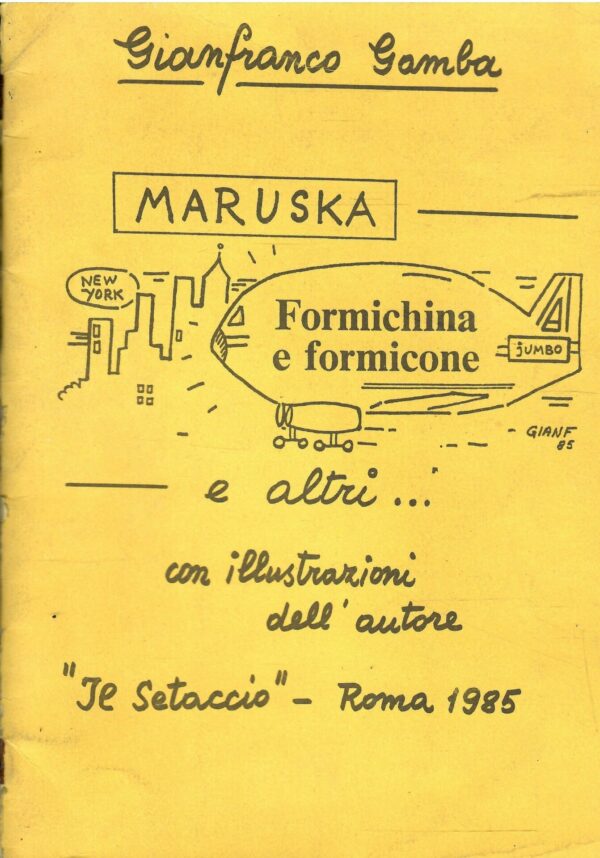 Gianfranco Gamba
MARUSKA
NEW
YORK
Formichina
e formicone
JUMBO
GIANF
85
e altri...
con illustrazioni
dell'autore
"Il Setaccio" - Roma 1985